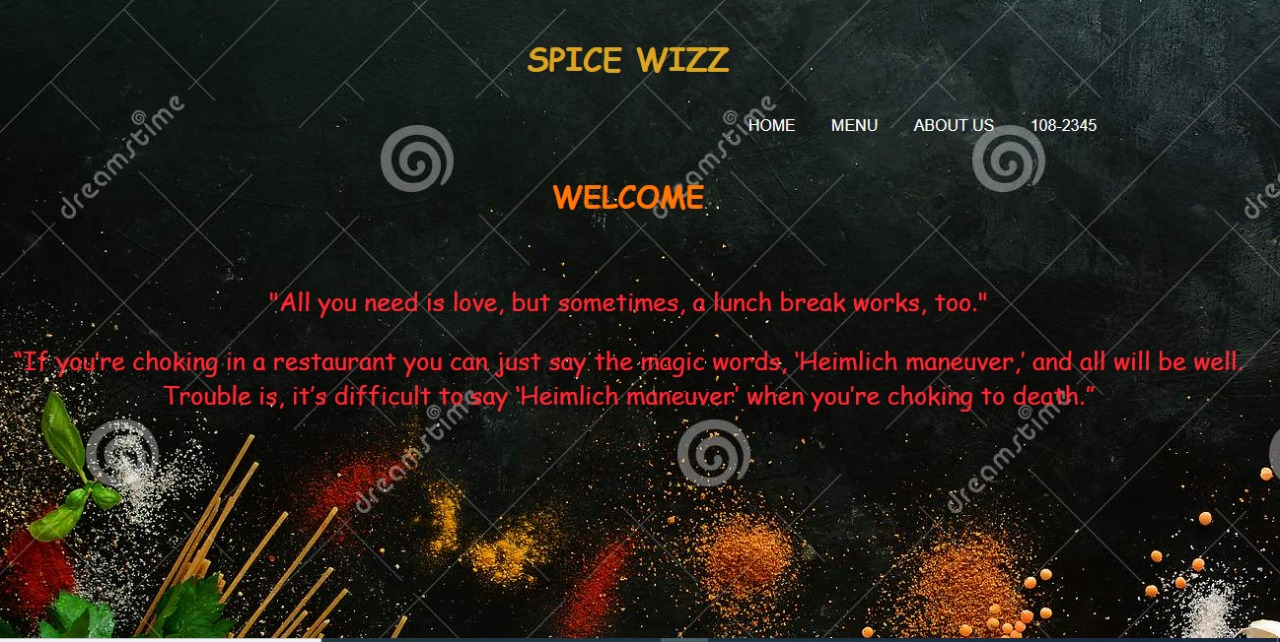 SPICE WIZZ
HOME MENU ABOUT US 108-2345
WELCOME
"All you need is love, but sometimes, a lunch break works, too."
“If you're choking in a restaurant you can just say the magic words, ‘Heimlich maneuver,’ and all will be well.
Trouble is, it’s difficult to say ‘Heimlich maneuver’ when you’re choking to death.”
dreamstime
dreamstime
dreamstime
dreamstime